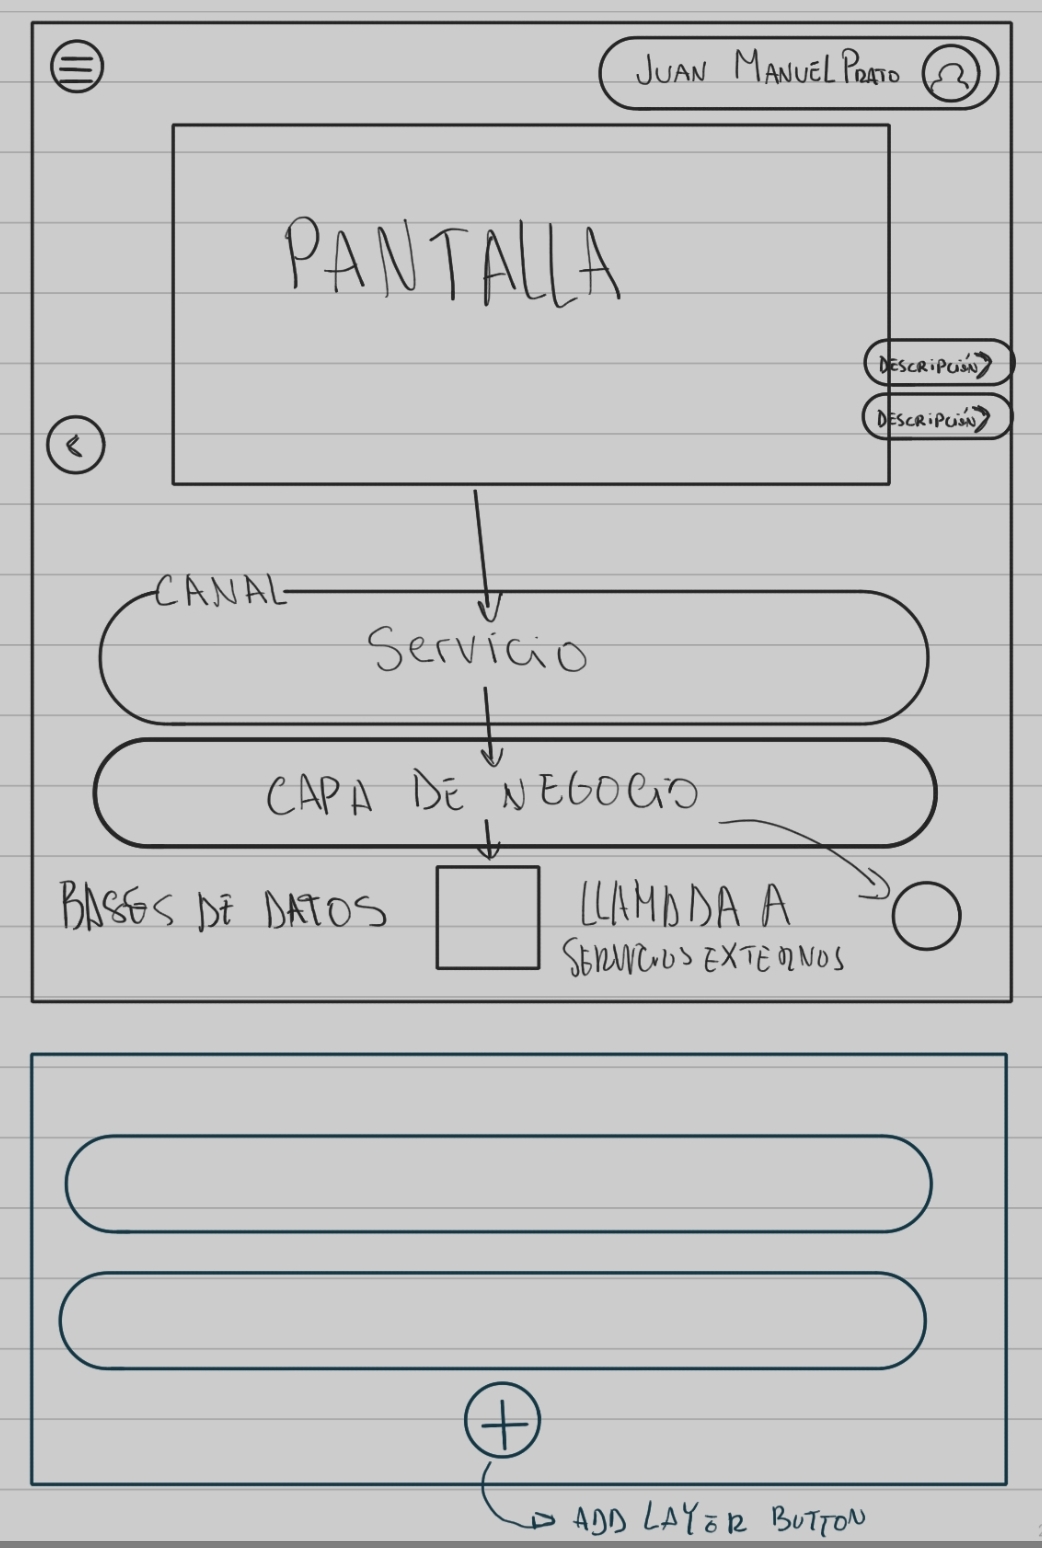 JUAN MANUEL PRATO
PANTALLA
DESCRIPCIÓN
DESCRIPCIÓN
CANAL
Servicio
CAPA DE NEGOCIO
BASES DE DATOS
LLAMADA A
SERVICIOS EXTERNOS
ADD LAYER BUTTON